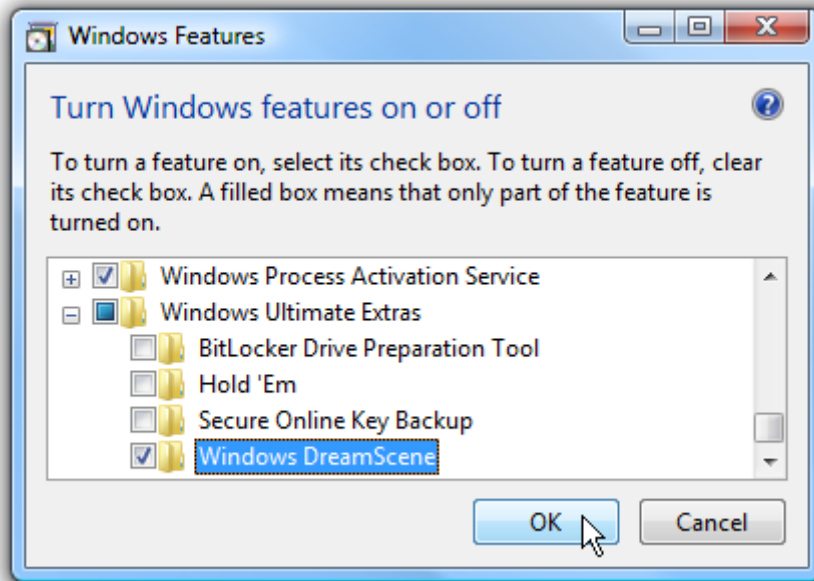 Windows Features
Turn Windows features on or off
To turn a feature on, select its check box. To turn a feature off, clear
its check box. A filled box means that only part of the feature is
turned on.
Windows Process Activation Service
Windows Ultimate Extras
BitLocker Drive Preparation Tool
Hold 'Em
Secure Online Key Backup
Windows DreamScene
OK Cancel